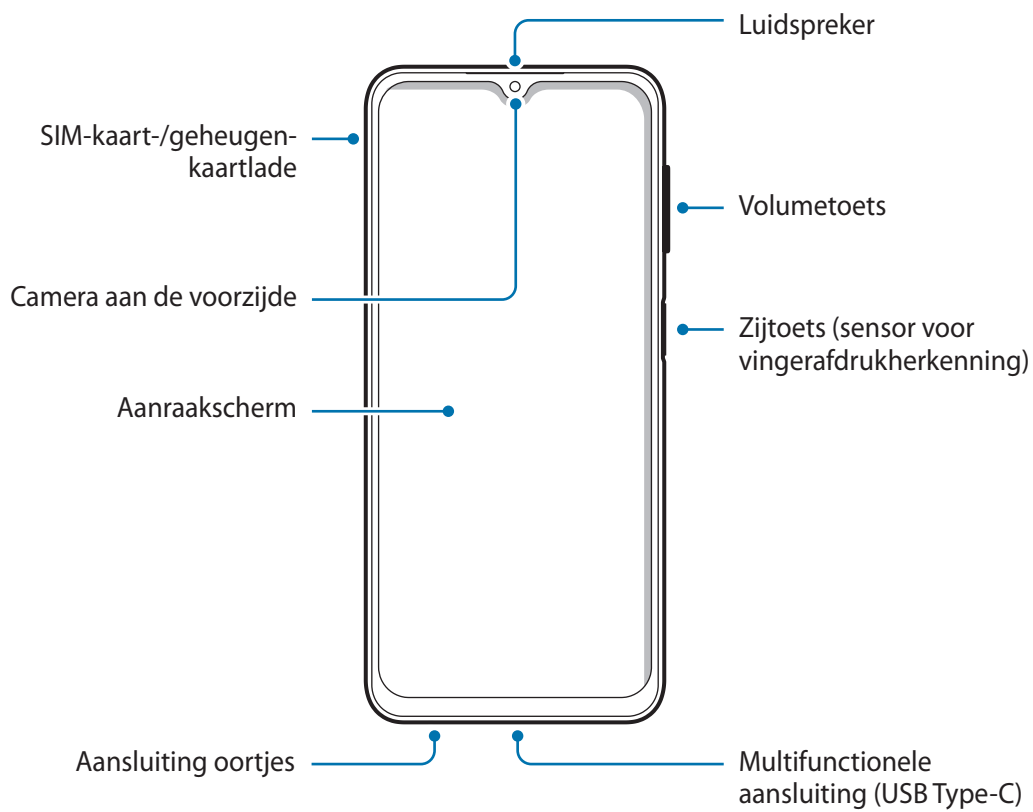 Luidspreker
SIM-kaart-/geheugen-
kaartlade
Volumetoets
Camera aan de voorzijde
Zijtoets (sensor voor
vingerafdrukherkenning)
Aanraakscherm
Aansluiting oortjes
Multifunctionele
aansluiting (USB Type-C)